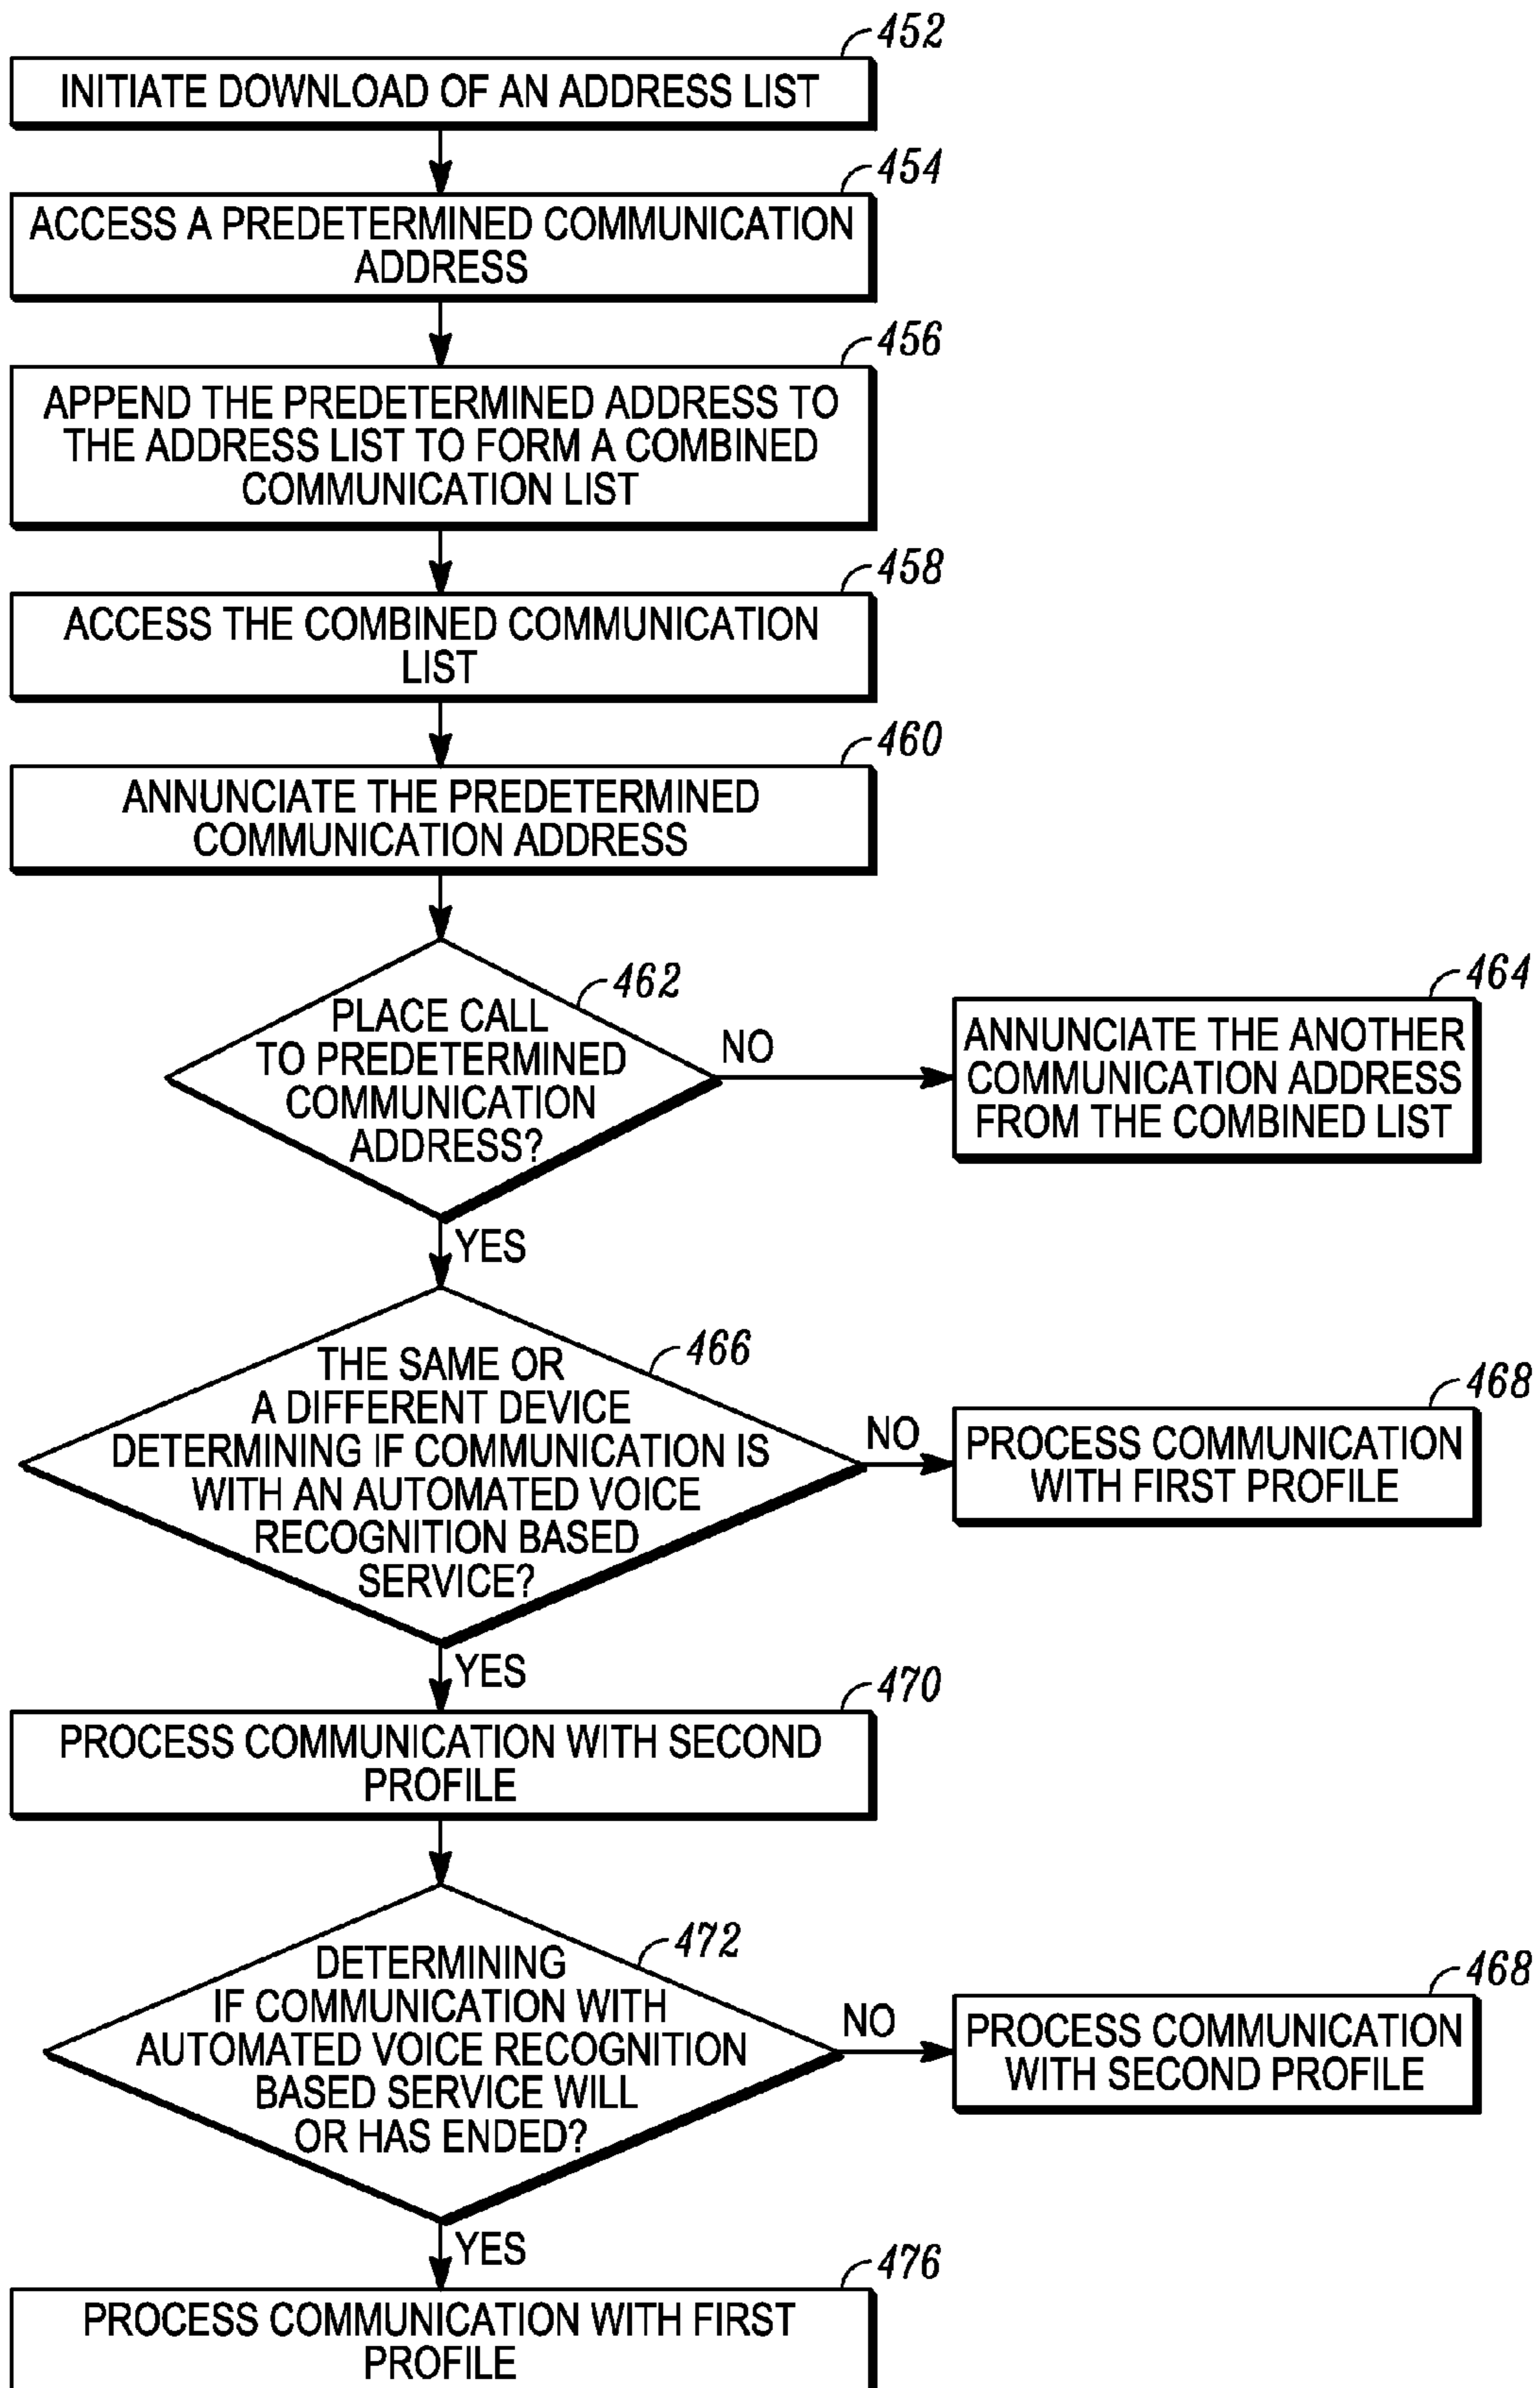 452
INITIATE DOWNLOAD OF AN ADDRESS LIST
454
ACCESS A PREDETERMINED COMMUNICATION
ADDRESS
456
APPEND THE PREDETERMINED ADDRESS TO
THE ADDRESS LIST TO FORM A COMBINED
COMMUNICATION LIST
458
ACCESS THE COMBINED COMMUNICATION
LIST
460
ANNUNCIATE THE PREDETERMINED
COMMUNICATION ADDRESS
462
PLACE CALL
TO PREDETERMINED
COMMUNICATION
ADDRESS?
NO
464
ANNUNCIATE THE ANOTHER
COMMUNICATION ADDRESS
FROM THE COMBINED LIST
YES
466
THE SAME OR
A DIFFERENT DEVICE
DETERMINING IF COMMUNICATION IS
WITH AN AUTOMATED VOICE
RECOGNITION BASED
SERVICE?
NO
468
PROCESS COMMUNICATION
WITH FIRST PROFILE
YES
470
PROCESS COMMUNICATION WITH SECOND
PROFILE
472
DETERMINING
IF COMMUNICATION WITH
AUTOMATED VOICE RECOGNITION
BASED SERVICE WILL
OR HAS ENDED?
NO
468
PROCESS COMMUNICATION
WITH SECOND PROFILE
YES
476
PROCESS COMMUNICATION WITH FIRST
PROFILE